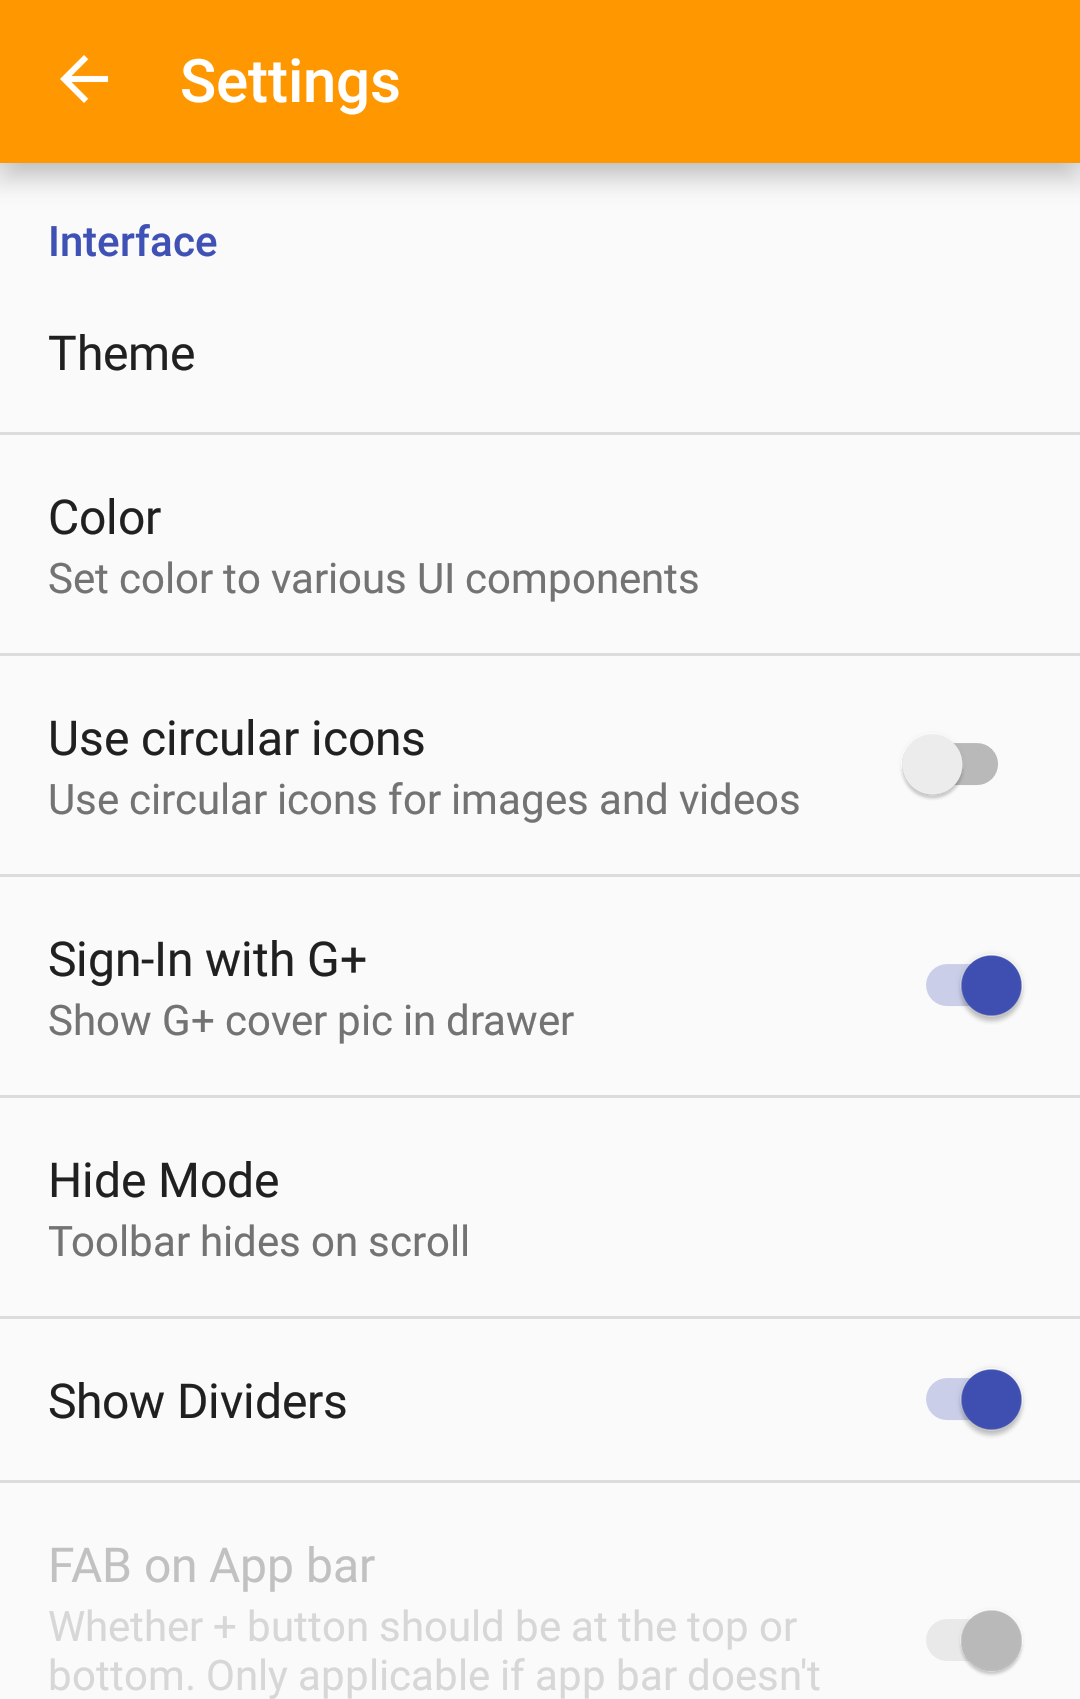 Settings
Interface
Theme
Color
Set color to various UI components
Use circular icons
Use circular icons for images and videos
Sign-In with G+
Show G+ cover pic in drawer
Hide Mode
Toolbar hides on scroll
Show Dividers
FAB on App bar
Whether + button should be at the top or
bottom. Only applicable if app bar doesn't